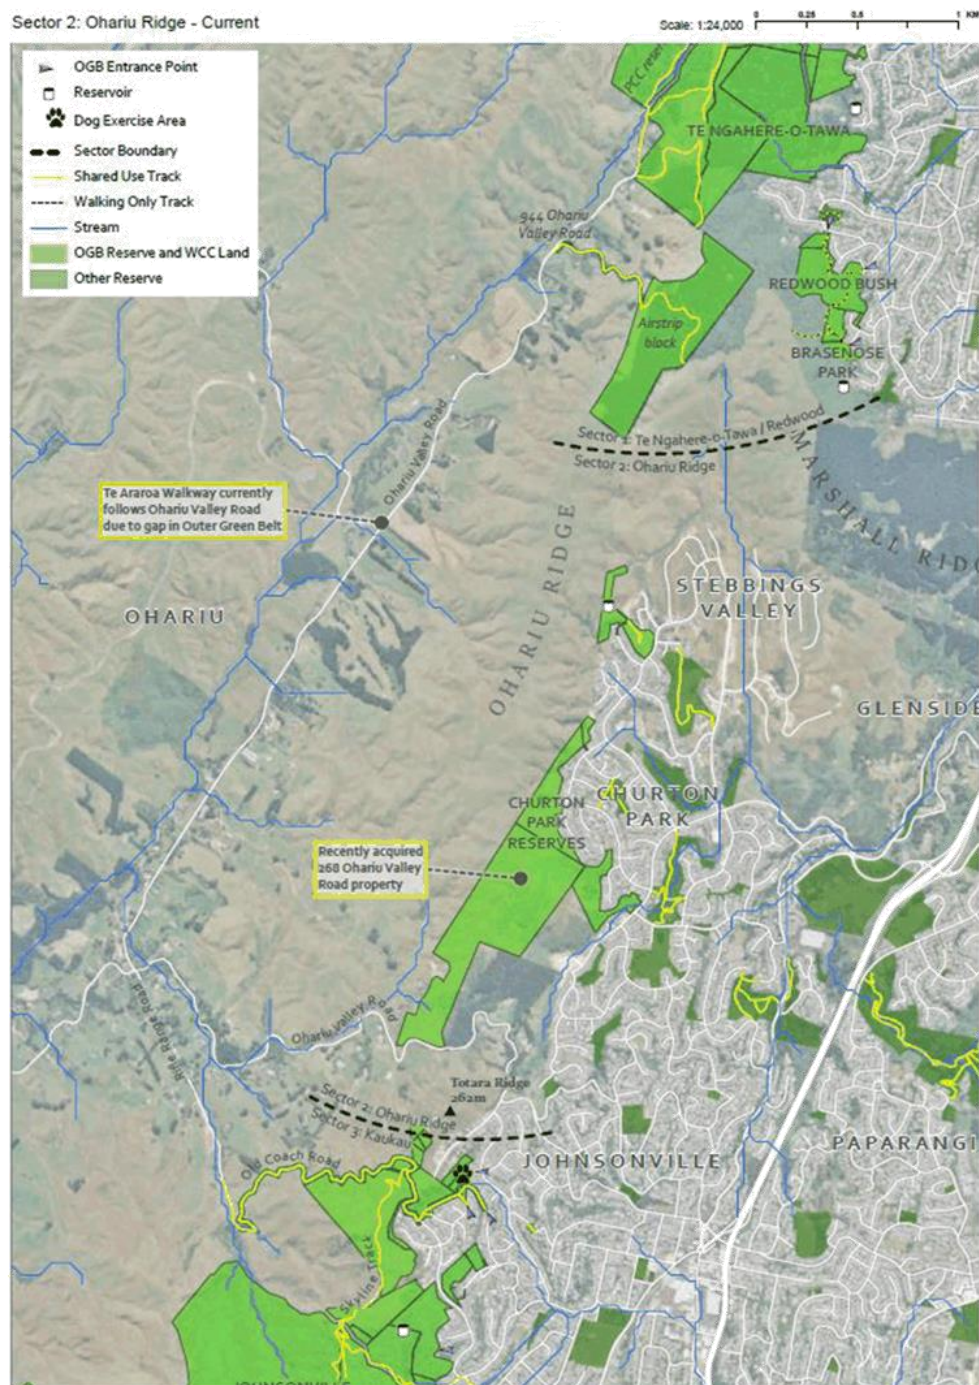 Sector 2: Ohariu Ridge - Current
Scale: 1:24,000
0
0.25
0.5
1
OGB Entrance Point
Reservoir
Dog Exercise Area
Sector Boundary
Shared Use Track
Walking Only Track
Stream
OGB Reserve and WCC Land
Other Reserve
PCC
TE NGAHERE-O-TAWA
944 Ohariu
Valley Road
REDWOOD BUSH
Airstrip
block
BRASENOSE
PARK
Sector 1: Te Ngahere-o-Tawa / Redwood
Sector 2: Ohariu Ridge
MARSHALL
Ohariu Valley Road
Te Araroa Walkway currently
follows Ohariu Valley Road
due to gap in Outer Green Belt
OHARIU RIDGE
STEBBINGS
VALLEY
OHARIU
GLENSIDE
CHURTON
PARK
RESERVES
CHURTON
PARK
Recently acquired
268 Ohariu Valley
Road property
Rifle Range Road
Ohariu Valley Road
Totara Ridge
262m
Sector 2: Ohariu Ridge
Sector 3: Kaukau
Old Coach Road
JOHNSONVILLE
PAPARANGI
Skyline Track